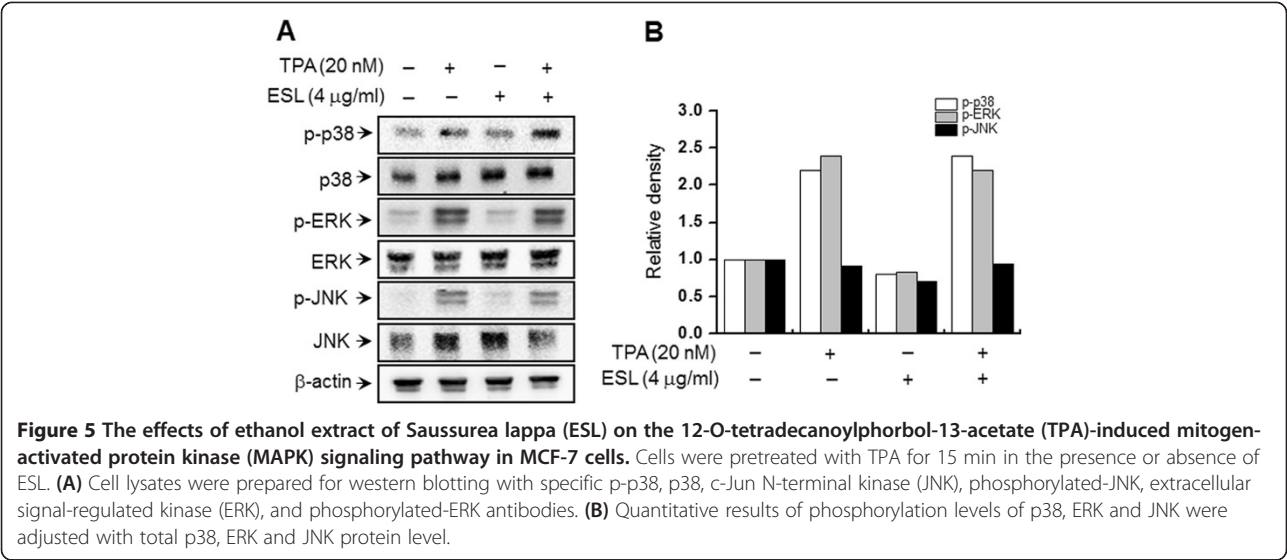 A
TPA (20 nM) – + – +
ESL (4 μg/ml) – – + +
p-p38
p38
p-ERK
ERK
p-JNK
JNK
β-actin
B
p-p38
p-ERK
p-JNK
3.0
2.5
2.0
1.5
1.0
0.5
0.0
Relative density
TPA (20 nM) – + – +
ESL (4 μg/ml) – – + +
Figure 5 The effects of ethanol extract of Saussurea lappa (ESL) on the 12-O-tetradecanoylphorbol-13-acetate (TPA)-induced mitogen-
activated protein kinase (MAPK) signaling pathway in MCF-7 cells. Cells were pretreated with TPA for 15 min in the presence or absence of
ESL. (A) Cell lysates were prepared for western blotting with specific p-p38, p38, c-Jun N-terminal kinase (JNK), phosphorylated-JNK, extracellular
signal-regulated kinase (ERK), and phosphorylated-ERK antibodies. (B) Quantitative results of phosphorylation levels of p38, ERK and JNK were
adjusted with total p38, ERK and JNK protein level.